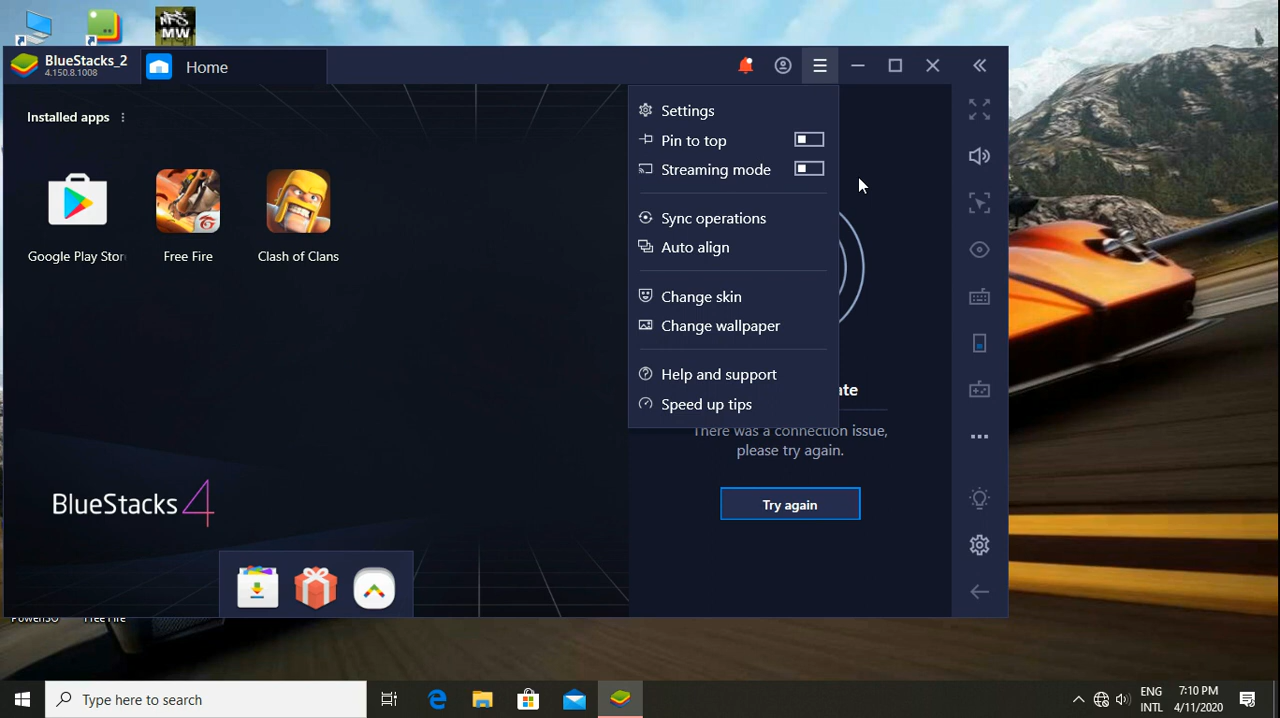 MW
BlueStacks_2
4.150.8.1008
Home
Installed apps
Settings
Pin to top
Streaming mode
Sync operations
Auto align
Change skin
Change wallpaper
Help and support
Speed up tips
Google Play Stor
Free Fire
Clash of Clans
ate
There was a connection issue,
please try again.
Try again
BlueStacks 4
Free Fire
Type here to search
ENG
INTL
7:10 PM
4/11/2020